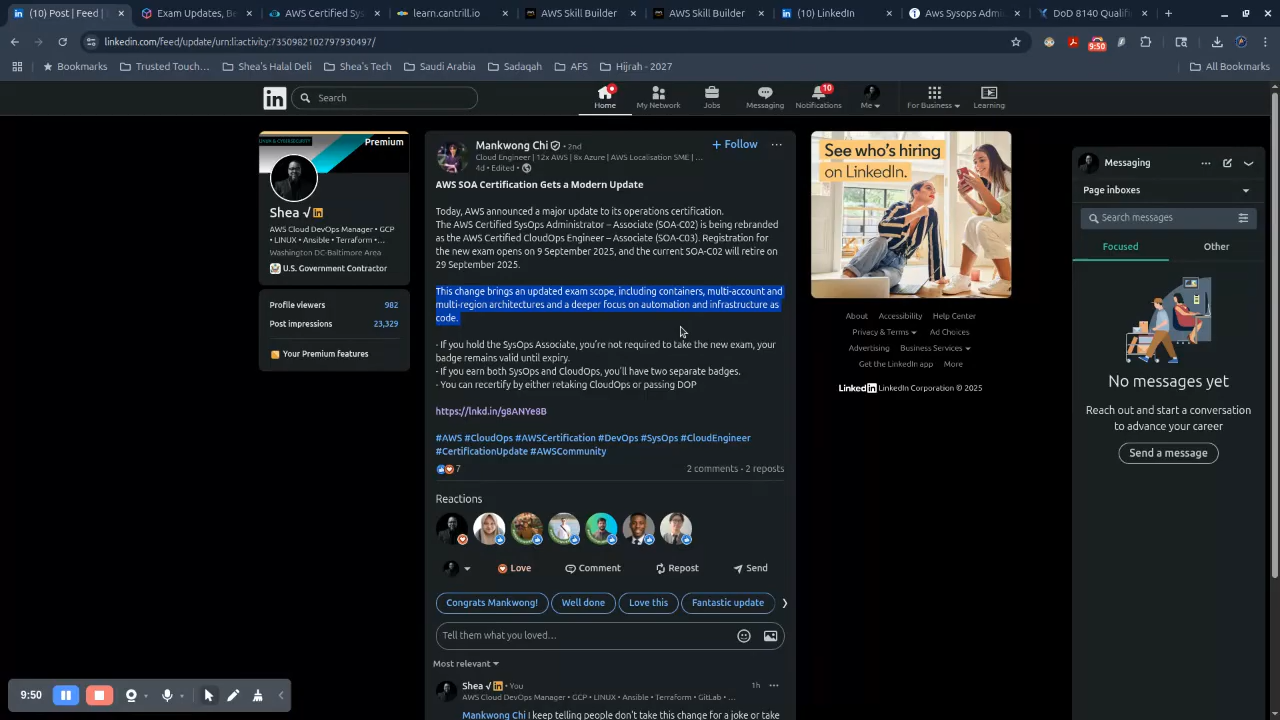 (10) Post | Feed |
Exam Updates, Be
AWS Certified Sys
learn.cantrill.io
AWS Skill Builder
AWS Skill Builder
(10) LinkedIn
Aws Sysops Admi
DoD 8140 Qualifi
linkedin.com/feed/update/urn:li:activity:7350982102797930497/
9:50
Bookmarks
Trusted Touch…
Shea's Halal Deli
Shea's Tech
Saudi Arabia
Sadaqah
AFS
Hijrah - 2027
All Bookmarks
Search
Home
My Network
Jobs
Messaging
10
Notifications
Me
For Business
Learning
Premium
Shea √
AWS Cloud DevOps Manager • GCP
• LINUX • Ansible • Terraform •…
Washington DC-Baltimore Area
U.S. Government Contractor
Profile viewers 982
Post impressions 23,329
Your Premium features
Mankwong Chi • 2nd
Cloud Engineer | 12x AWS | 8x Azure | AWS Localisation SME | …
4d • Edited •
+ Follow
AWS SOA Certification Gets a Modern Update
Today, AWS announced a major update to its operations certification.
The AWS Certified SysOps Administrator – Associate (SOA-C02) is being rebranded
as the AWS Certified CloudOps Engineer – Associate (SOA-C03). Registration for
the new exam opens on 9 September 2025, and the current SOA-C02 will retire on
29 September 2025.
This change brings an updated exam scope, including containers, multi-account and
multi-region architectures and a deeper focus on automation and infrastructure as
code.
- If you hold the SysOps Associate, you're not required to take the new exam, your
badge remains valid until expiry.
- If you earn both SysOps and CloudOps, you'll have two separate badges.
- You can recertify by either retaking CloudOps or passing DOP
https://lnkd.in/g8ANYe8B
#AWS #CloudOps #AWSCertification #DevOps #SysOps #CloudEngineer
#CertificationUpdate #AWSCommunity
7
2 comments • 2 reposts
Reactions
Love
Comment
Repost
Send
Congrats Mankwong!
Well done
Love this
Fantastic update
Tell them what you loved…
Most relevant
Shea √ • You
1h
AWS Cloud DevOps Manager • GCP • LINUX • Ansible • Terraform • GitLab • …
Mankwong Chi I keep telling people don't take this change for a joke or take
See who's hiring
on LinkedIn.
About Accessibility Help Center
Privacy & Terms Ad Choices
Advertising Business Services
Get the LinkedIn app More
LinkedIn LinkedIn Corporation © 2025
Messaging
Page inboxes
Search messages
Focused
Other
No messages yet
Reach out and start a conversation
to advance your career
Send a message
9:50